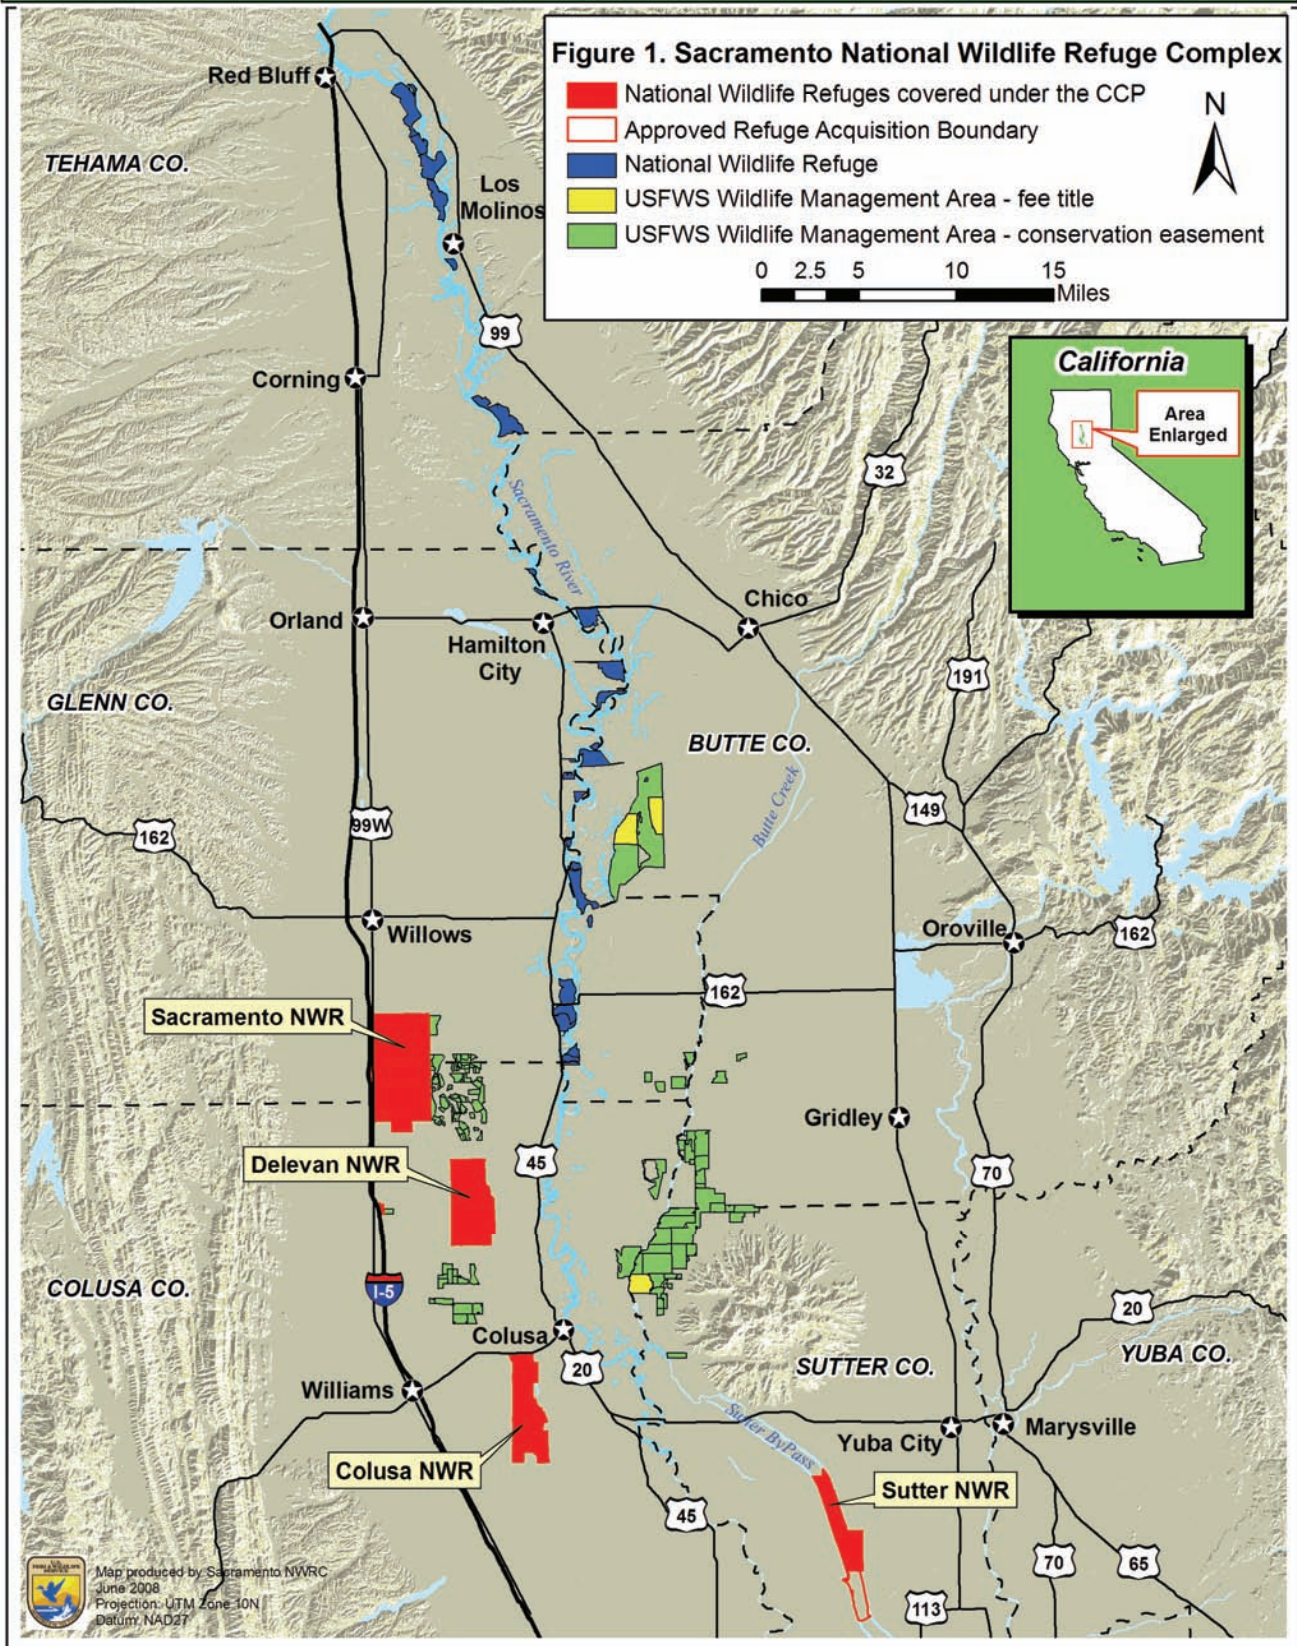 Figure 1. Sacramento National Wildlife Refuge Complex
National Wildlife Refuges covered under the CCP
Approved Refuge Acquisition Boundary
National Wildlife Refuge
USFWS Wildlife Management Area - fee title
USFWS Wildlife Management Area - conservation easement
0 2.5 5 10 15
Miles
N
California
Area
Enlarged
Red Bluff
TEHAMA CO.
Los
Molinos
99
Corning
32
Sacramento River
Orland
Hamilton
City
Chico
191
GLENN CO.
BUTTE CO.
Butte Creek
149
99W
162
Willows
Oroville
162
162
Sacramento NWR
Gridley
Delevan NWR
45
70
COLUSA CO.
I-5
Colusa
20
20
SUTTER CO.
YUBA CO.
Williams
Sutter ByPass
Yuba City
Marysville
Colusa NWR
Sutter NWR
45
70
65
113
U.S.
FISH & WILDLIFE
SERVICE
Map produced by Sacramento NWRC
June 2008
Projection: UTM Zone 10N
Datum: NAD27